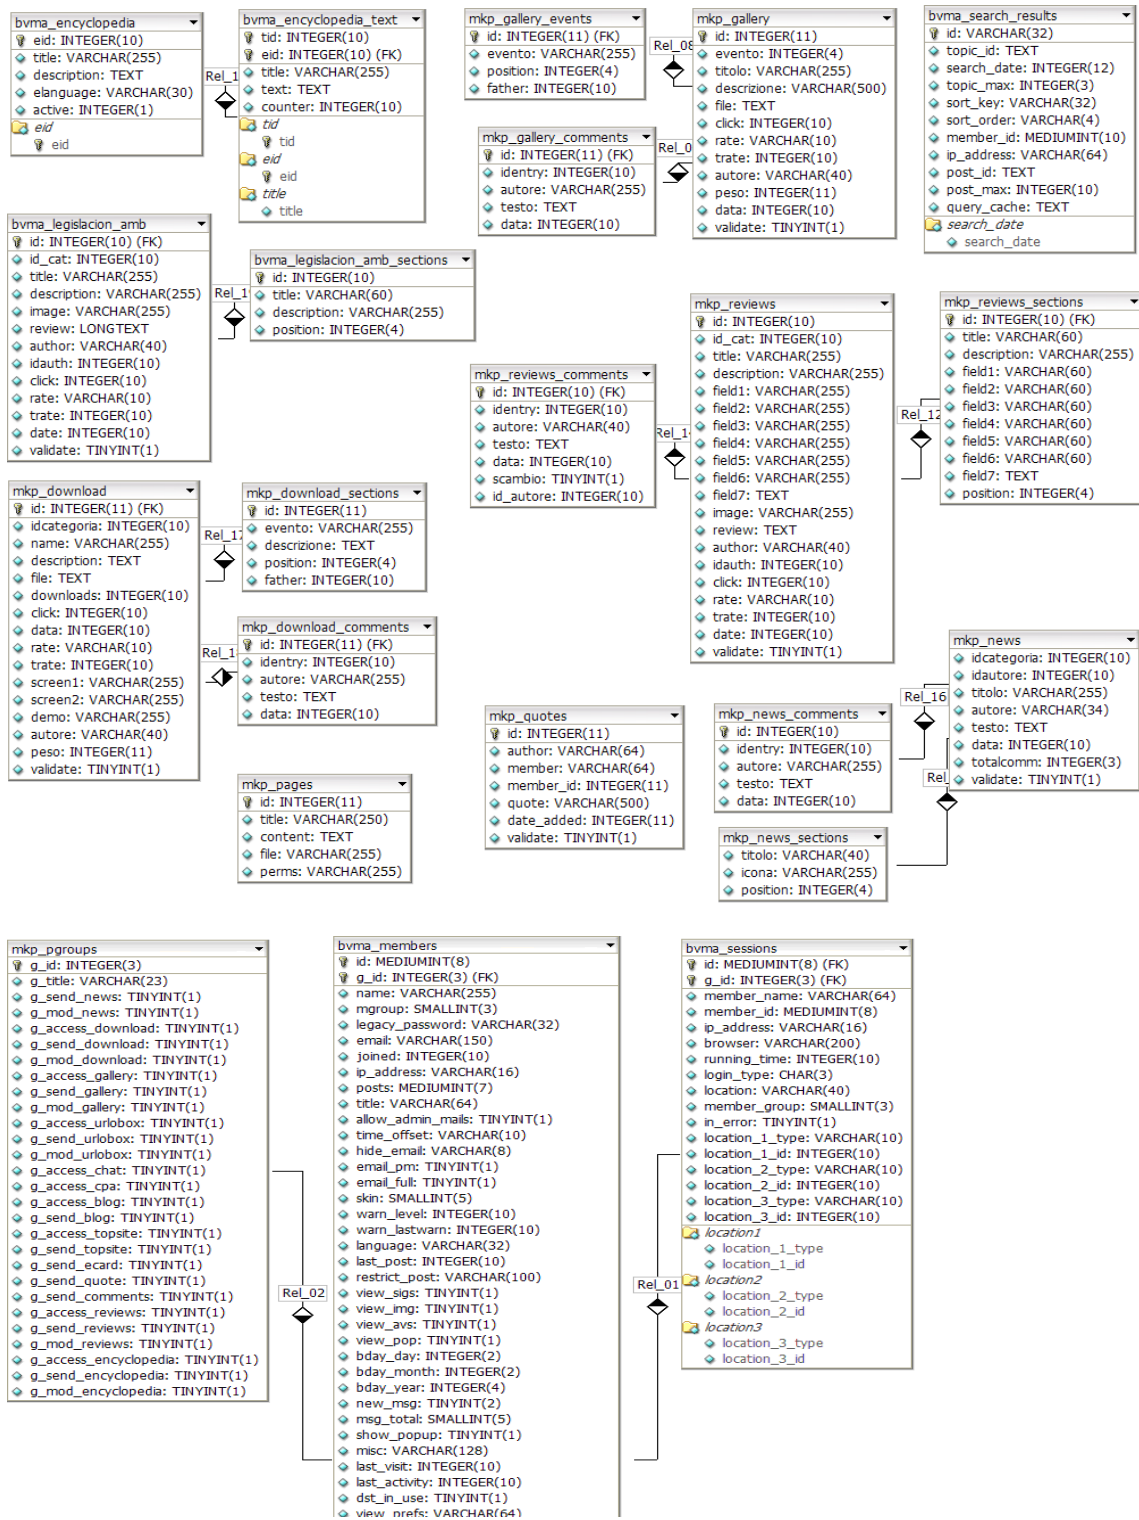 bvma_encyclopedia
eid: INTEGER(10)
title: VARCHAR(255)
description: TEXT
elanguage: VARCHAR(30)
active: INTEGER(1)
eid
eid
Rel_1
bvma_encyclopedia_text
tid: INTEGER(10)
eid: INTEGER(10) (FK)
title: VARCHAR(255)
text: TEXT
counter: INTEGER(10)
tid
tid
eid
eid
title
title
mkp_gallery_events
id: INTEGER(11) (FK)
evento: VARCHAR(255)
position: INTEGER(4)
father: INTEGER(10)
Rel_08
mkp_gallery_comments
id: INTEGER(11) (FK)
identry: INTEGER(10)
autore: VARCHAR(255)
testo: TEXT
data: INTEGER(10)
Rel_0
mkp_gallery
id: INTEGER(11)
evento: INTEGER(4)
titolo: VARCHAR(255)
descrizione: VARCHAR(500)
file: TEXT
click: INTEGER(10)
rate: VARCHAR(10)
trate: INTEGER(10)
autore: VARCHAR(40)
peso: INTEGER(11)
data: INTEGER(10)
validate: TINYINT(1)
bvma_search_results
id: VARCHAR(32)
topic_id: TEXT
search_date: INTEGER(12)
topic_max: INTEGER(3)
sort_key: VARCHAR(32)
sort_order: VARCHAR(4)
member_id: MEDIUMINT(10)
ip_address: VARCHAR(64)
post_id: TEXT
post_max: INTEGER(10)
query_cache: TEXT
search_date
search_date
bvma_legislacion_amb
id: INTEGER(10) (FK)
id_cat: INTEGER(10)
title: VARCHAR(255)
description: VARCHAR(255)
image: VARCHAR(255)
review: LONGTEXT
author: VARCHAR(40)
idauth: INTEGER(10)
click: INTEGER(10)
rate: VARCHAR(10)
trate: INTEGER(10)
date: INTEGER(10)
validate: TINYINT(1)
bvma_legislacion_amb_sections
id: INTEGER(10)
title: VARCHAR(60)
description: VARCHAR(255)
position: INTEGER(4)
mkp_reviews_comments
id: INTEGER(10) (FK)
identry: INTEGER(10)
autore: VARCHAR(40)
testo: TEXT
data: INTEGER(10)
scambio: TINYINT(1)
id_autore: INTEGER(10)
mkp_reviews
id: INTEGER(10)
id_cat: INTEGER(10)
title: VARCHAR(255)
description: VARCHAR(255)
field1: VARCHAR(255)
field2: VARCHAR(255)
field3: VARCHAR(255)
field4: VARCHAR(255)
field5: VARCHAR(255)
field6: VARCHAR(255)
field7: TEXT
image: VARCHAR(255)
review: TEXT
author: VARCHAR(40)
idauth: INTEGER(10)
click: INTEGER(10)
rate: VARCHAR(10)
trate: INTEGER(10)
date: INTEGER(10)
validate: TINYINT(1)
Rel_12
mkp_reviews_sections
id: INTEGER(10) (FK)
title: VARCHAR(60)
description: VARCHAR(255)
field1: VARCHAR(60)
field2: VARCHAR(60)
field3: VARCHAR(60)
field4: VARCHAR(60)
field5: VARCHAR(60)
field6: VARCHAR(60)
field7: TEXT
position: INTEGER(4)
mkp_download
id: INTEGER(11) (FK)
idcategoria: INTEGER(10)
name: VARCHAR(255)
description: TEXT
file: TEXT
downloads: INTEGER(10)
click: INTEGER(10)
data: INTEGER(10)
rate: VARCHAR(10)
trate: INTEGER(10)
screen1: VARCHAR(255)
screen2: VARCHAR(255)
demo: VARCHAR(255)
autore: VARCHAR(40)
peso: INTEGER(11)
validate: TINYINT(1)
Rel_17
mkp_download_sections
id: INTEGER(11)
evento: VARCHAR(255)
descrizione: TEXT
position: INTEGER(4)
father: INTEGER(10)
mkp_download_comments
id: INTEGER(11) (FK)
identry: INTEGER(10)
autore: VARCHAR(255)
testo: TEXT
data: INTEGER(10)
mkp_pages
id: INTEGER(11)
title: VARCHAR(250)
content: TEXT
file: VARCHAR(255)
perms: VARCHAR(255)
mkp_quotes
id: INTEGER(11)
author: VARCHAR(64)
member: VARCHAR(64)
member_id: INTEGER(11)
quote: VARCHAR(500)
date_added: INTEGER(11)
validate: TINYINT(1)
mkp_news_comments
id: INTEGER(10)
identry: INTEGER(10)
autore: VARCHAR(255)
testo: TEXT
data: INTEGER(10)
Rel_16
Rel_
mkp_news
idcategoria: INTEGER(10)
idautore: INTEGER(10)
titolo: VARCHAR(255)
autore: VARCHAR(34)
testo: TEXT
data: INTEGER(10)
totalcomm: INTEGER(3)
validate: TINYINT(1)
mkp_news_sections
titolo: VARCHAR(40)
icona: VARCHAR(255)
position: INTEGER(4)
mkp_pgroups
g_id: INTEGER(3)
g_title: VARCHAR(23)
g_send_news: TINYINT(1)
g_mod_news: TINYINT(1)
g_access_download: TINYINT(1)
g_send_download: TINYINT(1)
g_mod_download: TINYINT(1)
g_access_gallery: TINYINT(1)
g_send_gallery: TINYINT(1)
g_mod_gallery: TINYINT(1)
g_access_urlobox: TINYINT(1)
g_send_urlobox: TINYINT(1)
g_mod_urlobox: TINYINT(1)
g_access_chat: TINYINT(1)
g_access_cpa: TINYINT(1)
g_access_blog: TINYINT(1)
g_send_blog: TINYINT(1)
g_access_topsite: TINYINT(1)
g_send_topsite: TINYINT(1)
g_send_ecard: TINYINT(1)
g_send_quote: TINYINT(1)
g_send_comments: TINYINT(1)
g_access_reviews: TINYINT(1)
g_send_reviews: TINYINT(1)
g_mod_reviews: TINYINT(1)
g_access_encyclopedia: TINYINT(1)
g_send_encyclopedia: TINYINT(1)
g_mod_encyclopedia: TINYINT(1)
Rel_02
bvma_members
id: MEDIUMINT(8)
g_id: INTEGER(3) (FK)
name: VARCHAR(255)
mgroup: SMALLINT(3)
legacy_password: VARCHAR(32)
email: VARCHAR(150)
joined: INTEGER(10)
ip_address: VARCHAR(16)
posts: MEDIUMINT(7)
title: VARCHAR(64)
allow_admin_mails: TINYINT(1)
time_offset: VARCHAR(10)
hide_email: VARCHAR(8)
email_pm: TINYINT(1)
email_full: TINYINT(1)
skin: SMALLINT(5)
warn_level: INTEGER(10)
warn_lastwarn: INTEGER(10)
language: VARCHAR(32)
last_post: INTEGER(10)
restrict_post: VARCHAR(100)
view_sigs: TINYINT(1)
view_img: TINYINT(1)
view_avs: TINYINT(1)
view_pop: TINYINT(1)
bday_day: INTEGER(2)
bday_month: INTEGER(2)
bday_year: INTEGER(4)
new_msg: TINYINT(2)
msg_total: SMALLINT(5)
show_popup: TINYINT(1)
misc: VARCHAR(128)
last_visit: INTEGER(10)
last_activity: INTEGER(10)
dst_in_use: TINYINT(1)
view_prefs: VARCHAR(64)
Rel_01
bvma_sessions
id: MEDIUMINT(8) (FK)
g_id: INTEGER(3) (FK)
member_name: VARCHAR(64)
member_id: MEDIUMINT(8)
ip_address: VARCHAR(16)
browser: VARCHAR(200)
running_time: INTEGER(10)
login_type: CHAR(3)
location: VARCHAR(40)
member_group: SMALLINT(3)
in_error: TINYINT(1)
location_1_type: VARCHAR(10)
location_1_id: INTEGER(10)
location_2_type: VARCHAR(10)
location_2_id: INTEGER(10)
location_3_type: VARCHAR(10)
location_3_id: INTEGER(10)
location1
location_1_type
location_1_id
location2
location_2_type
location_2_id
location3
location_3_type
location_3_id